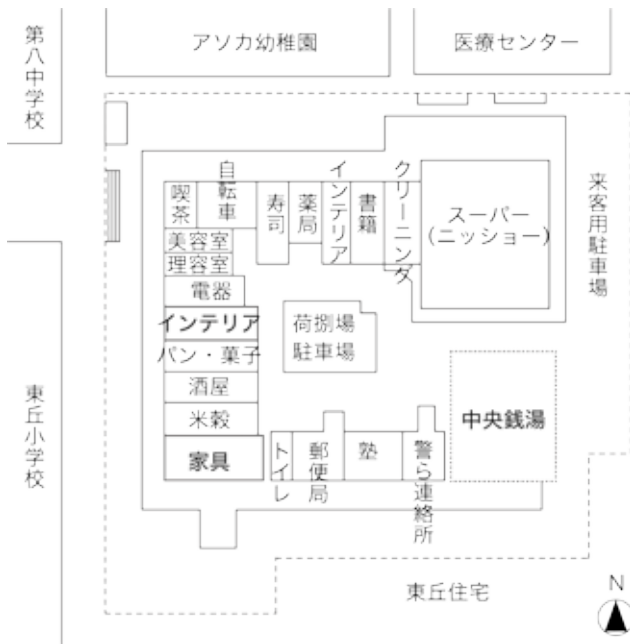 第八中学校
アソカ幼稚園
医療センター
喫茶
自転車
寿司
薬局
インテリア
書籍
クリーニング
スーパー
(ニッショー)
来客用駐車場
美容室
理容室
電器
インテリア
パン・菓子
酒屋
米穀
家具
荷捌場
駐車場
トイレ
郵便局
塾
警ら連絡所
中央銭湯
東丘小学校
東丘住宅
N